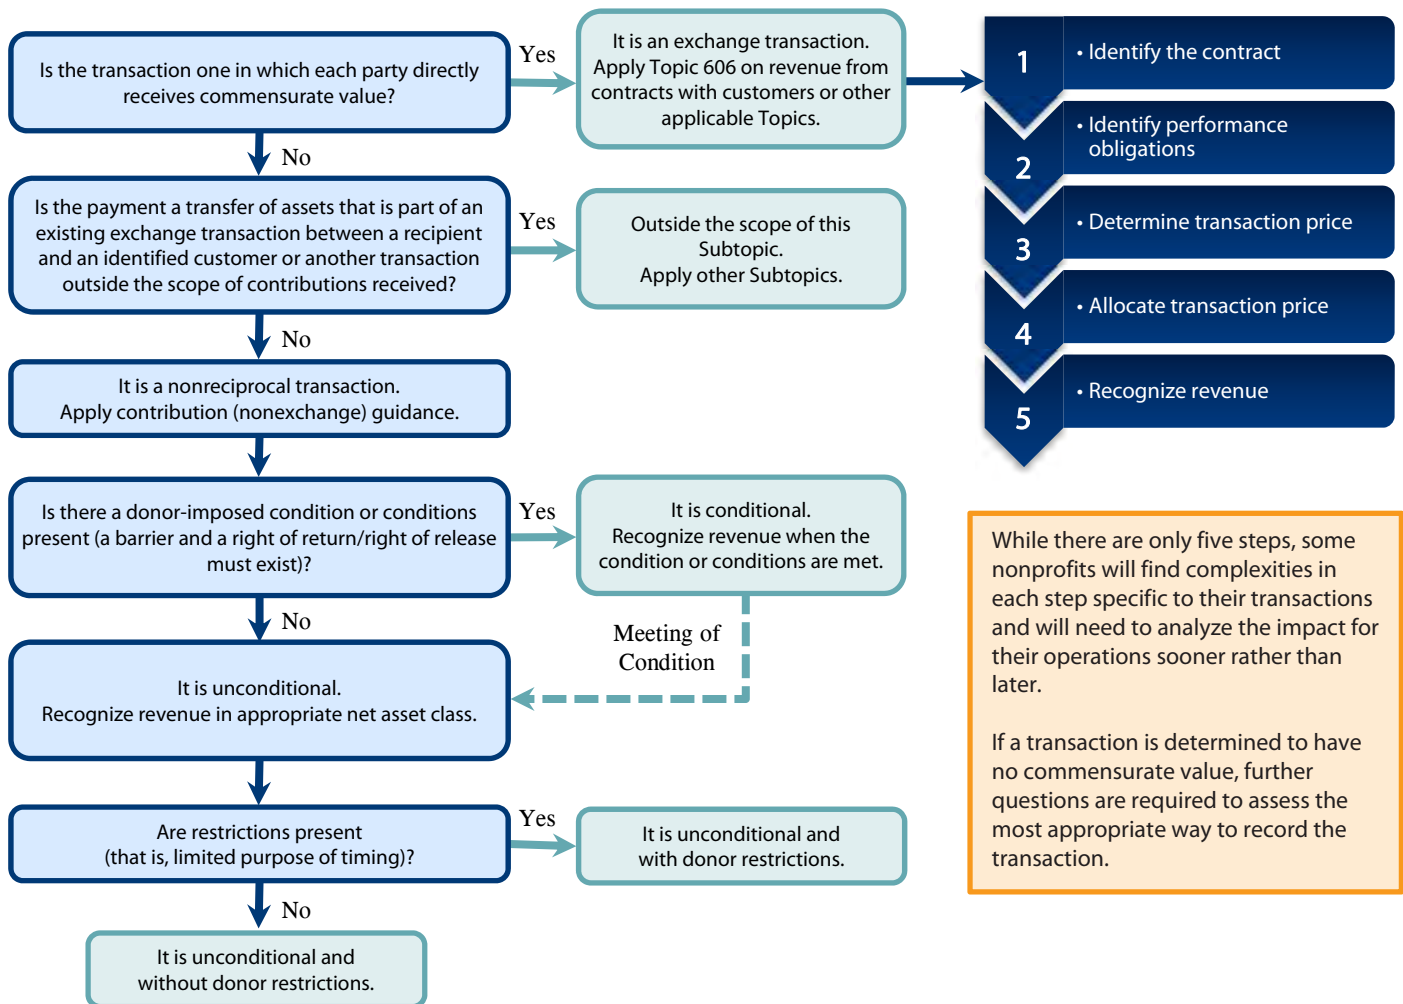 Is the transaction one in which each party directly
receives commensurate value?
Yes
It is an exchange transaction.
Apply Topic 606 on revenue from
contracts with customers or other
applicable Topics.
No
Is the payment a transfer of assets that is part of an
existing exchange transaction between a recipient
and an identified customer or another transaction
outside the scope of contributions received?
Yes
Outside the scope of this
Subtopic.
Apply other Subtopics.
No
It is a nonreciprocal transaction.
Apply contribution (nonexchange) guidance.
Is there a donor-imposed condition or conditions
present (a barrier and a right of return/right of release
must exist)?
Yes
It is conditional.
Recognize revenue when the
condition or conditions are met.
No
Meeting of
Condition
It is unconditional.
Recognize revenue in appropriate net asset class.
Are restrictions present
(that is, limited purpose of timing)?
Yes
It is unconditional and
with donor restrictions.
No
It is unconditional and
without donor restrictions.
1
• Identify the contract
2
• Identify performance
obligations
3
• Determine transaction price
4
• Allocate transaction price
5
• Recognize revenue
While there are only five steps, some
nonprofits will find complexities in
each step specific to their transactions
and will need to analyze the impact for
their operations sooner rather than
later.
If a transaction is determined to have
no commensurate value, further
questions are required to assess the
most appropriate way to record the
transaction.